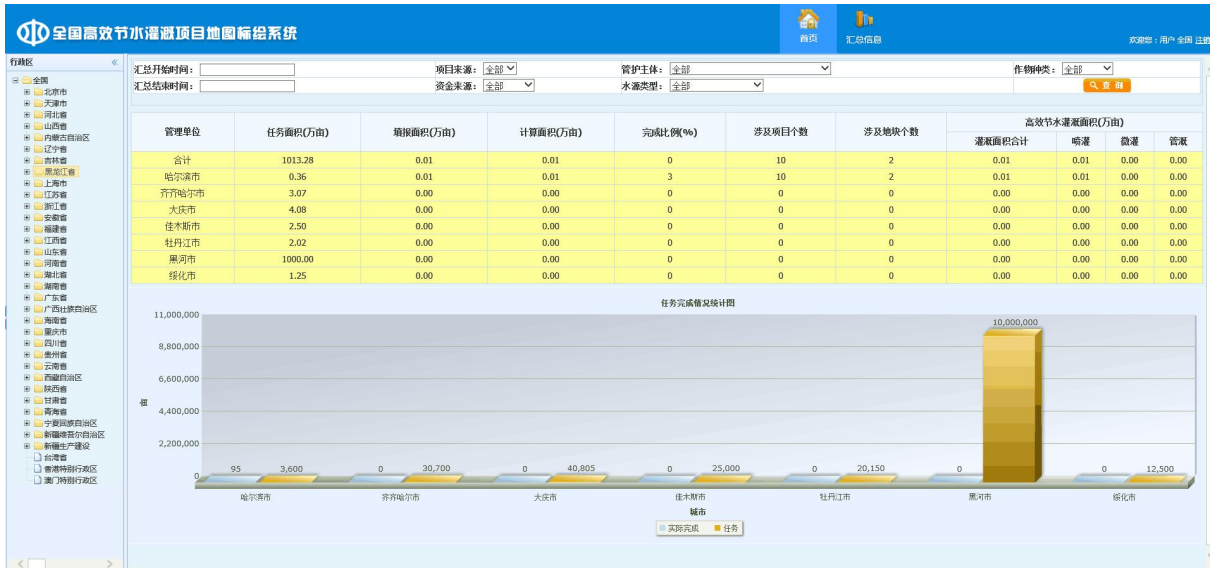 全国高效节水灌溉项目地图标绘系统
首页
汇总信息
欢迎您：用户 全国 注销
行政区
全国
北京市
天津市
河北省
山西省
内蒙古自治区
辽宁省
吉林省
黑龙江省
上海市
江苏省
浙江省
安徽省
福建省
江西省
山东省
河南省
湖北省
湖南省
广东省
广西壮族自治区
海南省
重庆市
四川省
贵州省
云南省
西藏自治区
陕西省
甘肃省
青海省
宁夏回族自治区
新疆维吾尔自治区
新疆生产建设
台湾省
香港特别行政区
澳门特别行政区
汇总开始时间： 项目来源： 全部 管护主体： 全部 作物种类： 全部
汇总结束时间： 资金来源： 全部 水源类型： 全部 查 询
管理单位 任务面积(万亩) 填报面积(万亩) 计算面积(万亩) 完成比例(%) 涉及项目个数 涉及地块个数 高效节水灌溉面积(万亩)
灌溉面积合计 喷灌 微灌 管溉
合计 1013.28 0.01 0.01 0 10 2 0.01 0.01 0.00 0.00
哈尔滨市 0.36 0.01 0.01 3 10 2 0.01 0.01 0.00 0.00
齐齐哈尔市 3.07 0.00 0.00 0 0 0 0.00 0.00 0.00 0.00
大庆市 4.08 0.00 0.00 0 0 0 0.00 0.00 0.00 0.00
佳木斯市 2.50 0.00 0.00 0 0 0 0.00 0.00 0.00 0.00
牡丹江市 2.02 0.00 0.00 0 0 0 0.00 0.00 0.00 0.00
黑河市 1000.00 0.00 0.00 0 0 0 0.00 0.00 0.00 0.00
绥化市 1.25 0.00 0.00 0 0 0 0.00 0.00 0.00 0.00
任务完成情况统计图
11,000,000
8,800,000
6,600,000
4,400,000
2,200,000
0
值
95 3,600 0 30,700 0 40,805 0 25,000 0 20,150 0 10,000,000 0 12,500
哈尔滨市 齐齐哈尔市 大庆市 佳木斯市 牡丹江市 黑河市 绥化市
城市
实际完成 任务